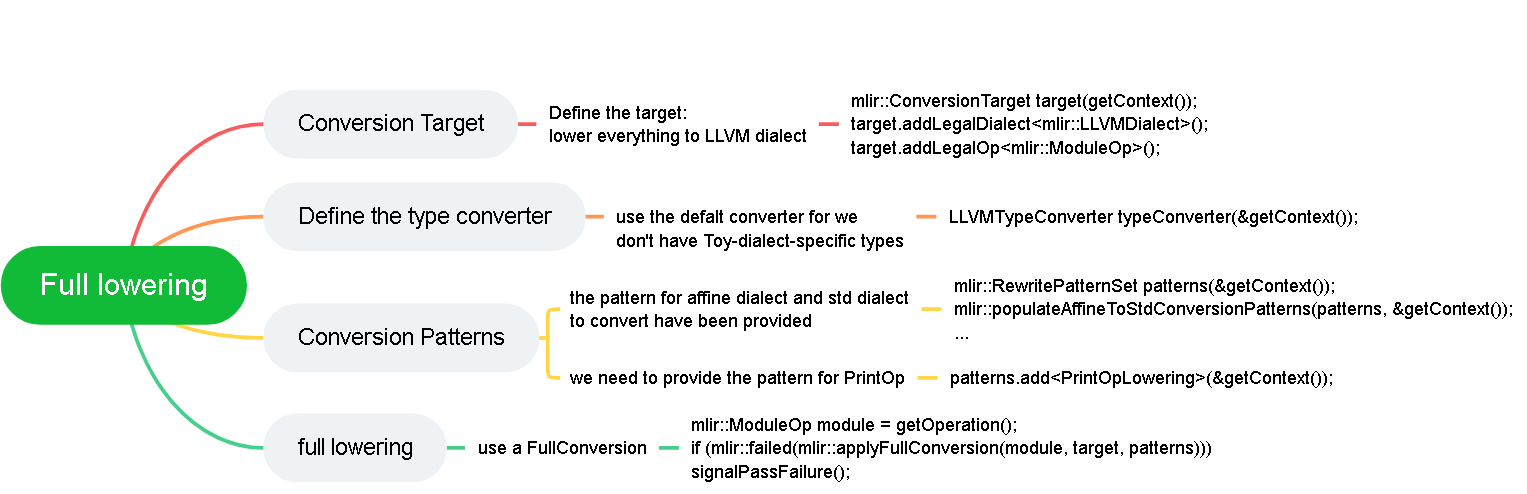 Full lowering
Conversion Target
Define the target:
lower everything to LLVM dialect
mlir::ConversionTarget target(getContext());
target.addLegalDialect<mlir::LLVMDialect>();
target.addLegalOp<mlir::ModuleOp>();
Define the type converter
use the defalt converter for we
don't have Toy-dialect-specific types
LLVMTypeConverter typeConverter(&getContext());
Conversion Patterns
the pattern for affine dialect and std dialect
to convert have been provided
mlir::RewritePatternSet patterns(&getContext());
mlir::populateAffineToStdConversionPatterns(patterns, &getContext());
...
we need to provide the pattern for PrintOp
patterns.add<PrintOpLowering>(&getContext());
full lowering
use a FullConversion
mlir::ModuleOp module = getOperation();
if (mlir::failed(mlir::applyFullConversion(module, target, patterns)))
signalPassFailure();